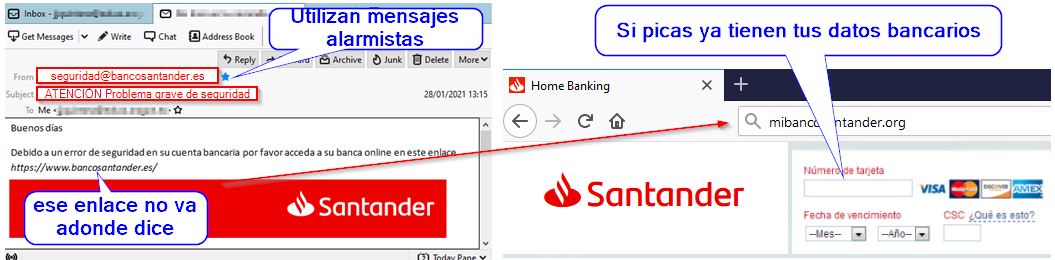 Inbox -
Utilizan mensajes
alarmistas
Get Messages Write Chat Address Book
Reply Archive Junk Delete More
From seguridad@bancosantander.es
Subject ATENCIÓN Problema grave de seguridad 28/01/2021 13:15
To Me <
Buenos días
Debido a un error de seguridad en su cuenta bancaria por favor acceda a su banca online en este enlace
https://www.bancosantander.es/
ese enlace no va
adonde dice
Santander
Today Pane
Si picas ya tienen tus datos bancarios
Home Banking
mibancosantander.org
Santander
Número de tarjeta
VISA MasterCard DISCOVER AMEX
Fecha de vencimiento CSC ¿Qué es esto?
--Mes-- --Año--